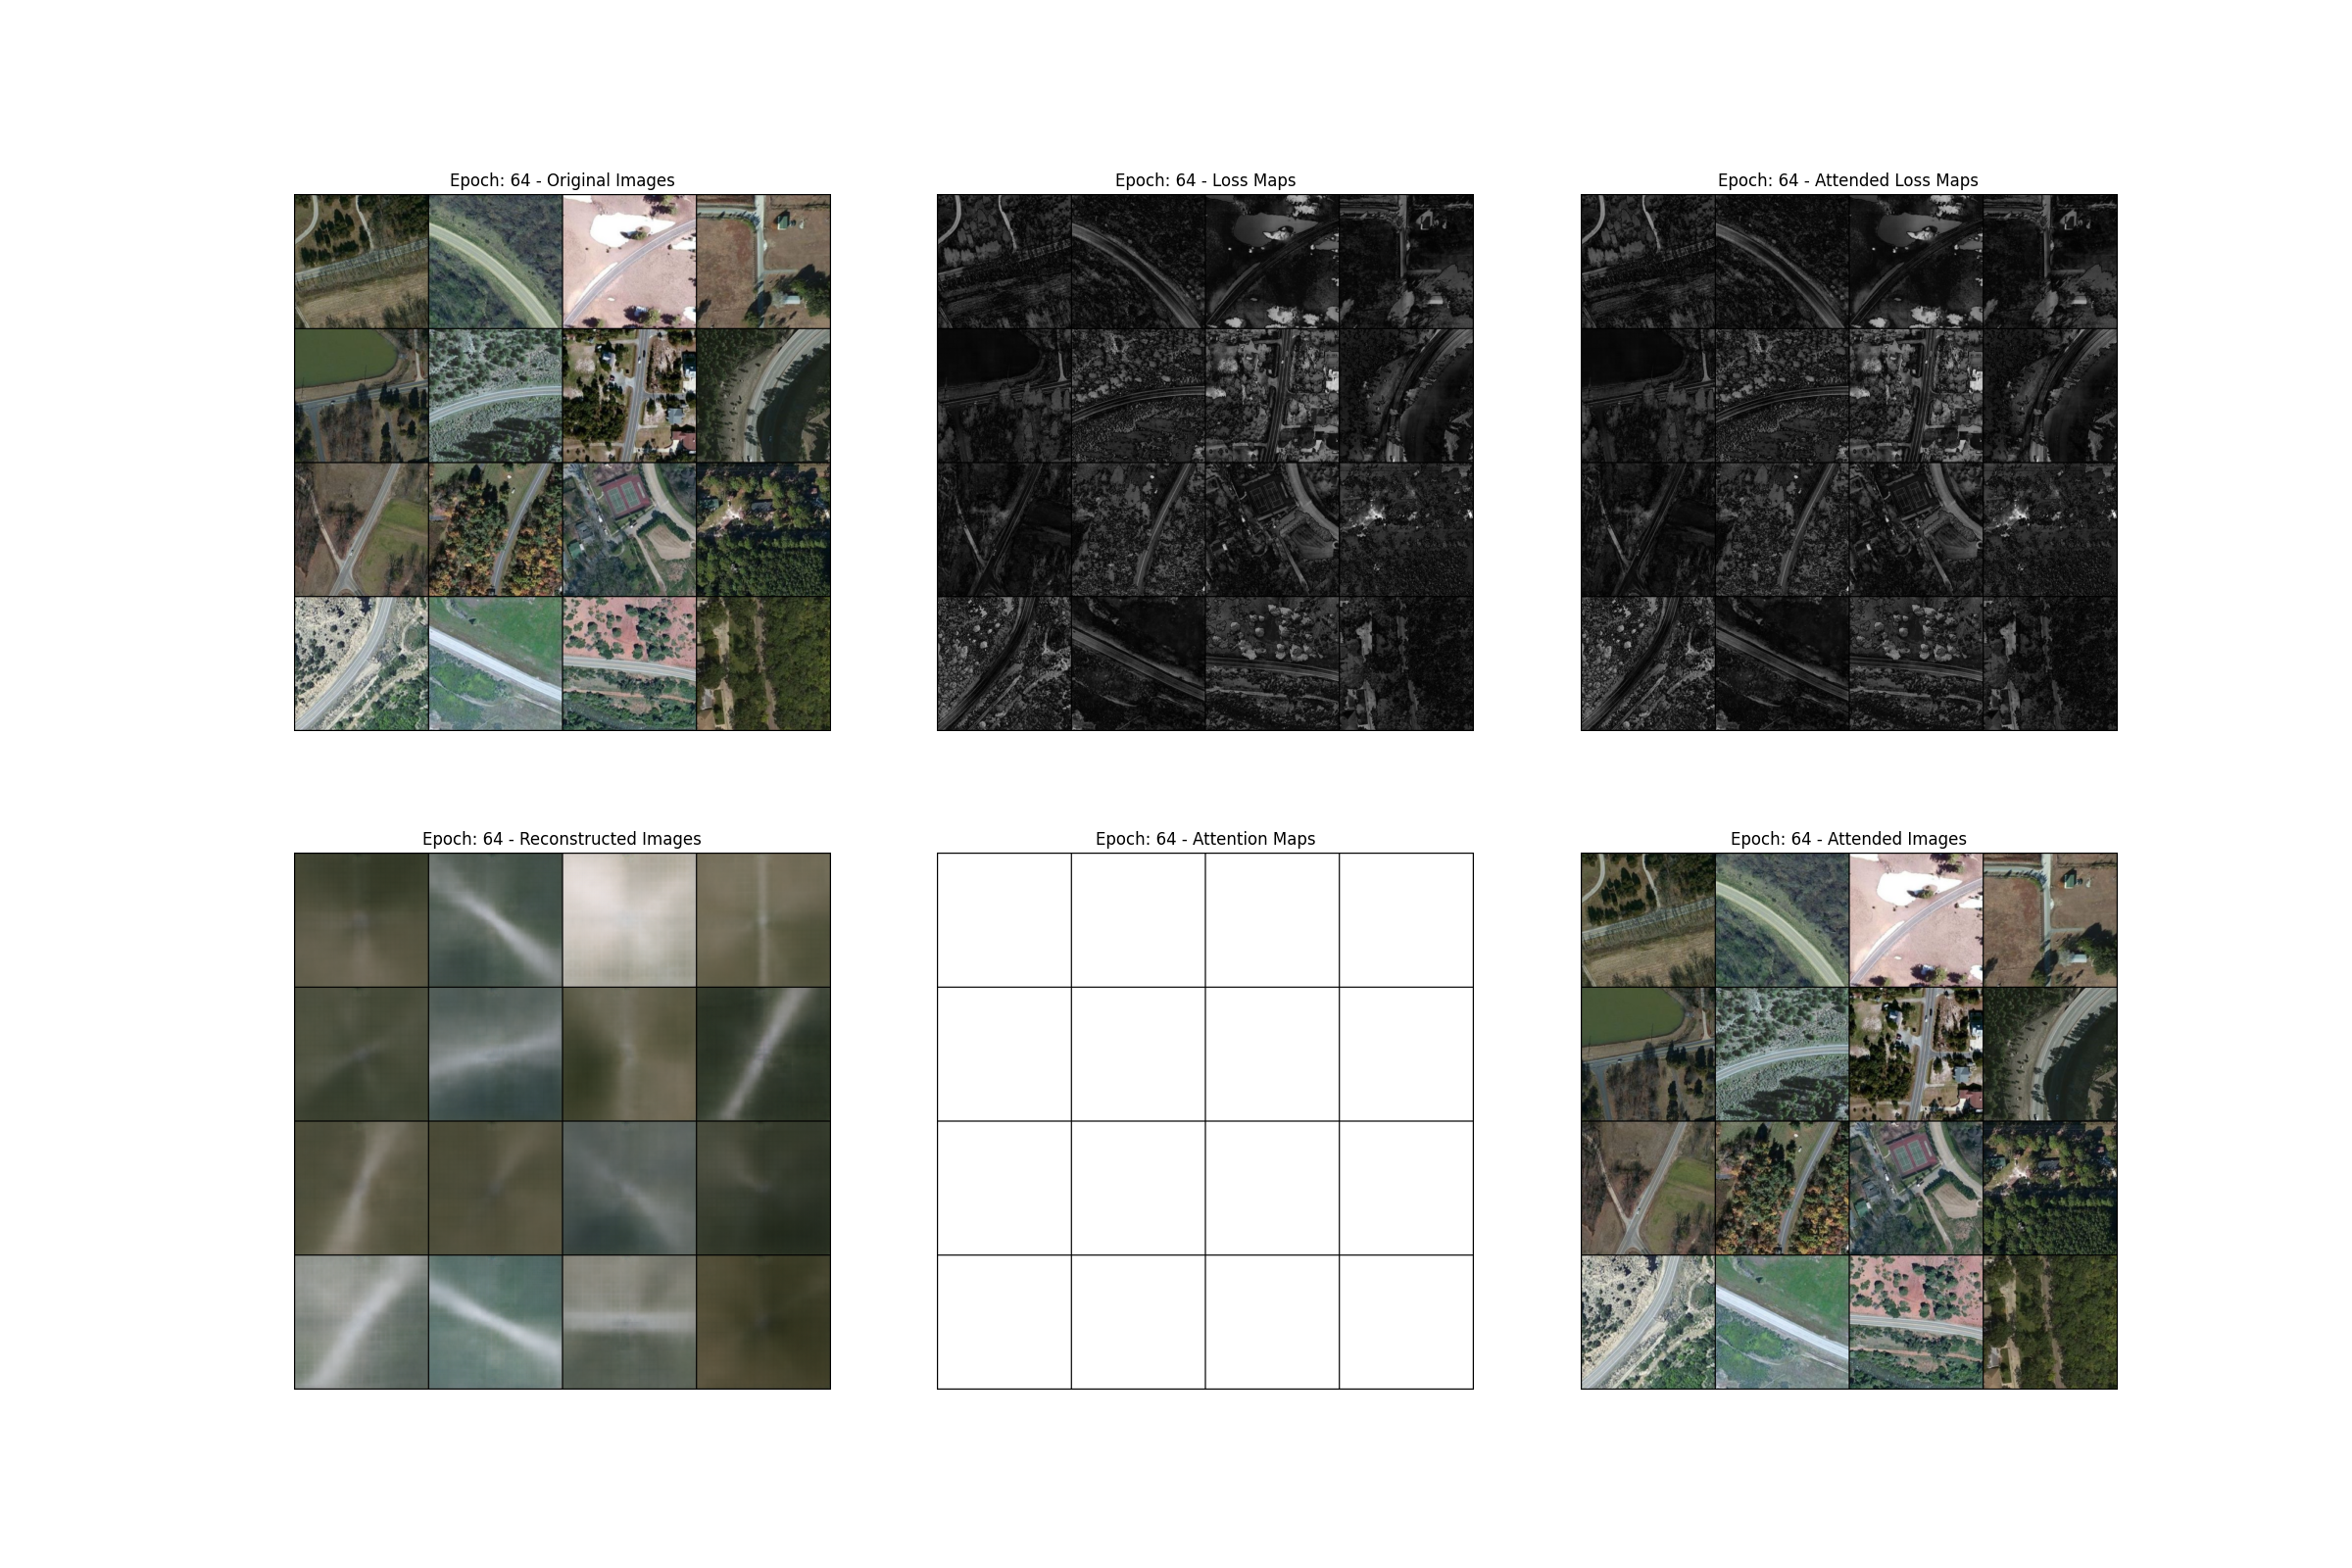 Epoch: 64 - Original Images
Epoch: 64 - Loss Maps
Epoch: 64 - Attended Loss Maps
Epoch: 64 - Reconstructed Images
Epoch: 64 - Attention Maps
Epoch: 64 - Attended Images